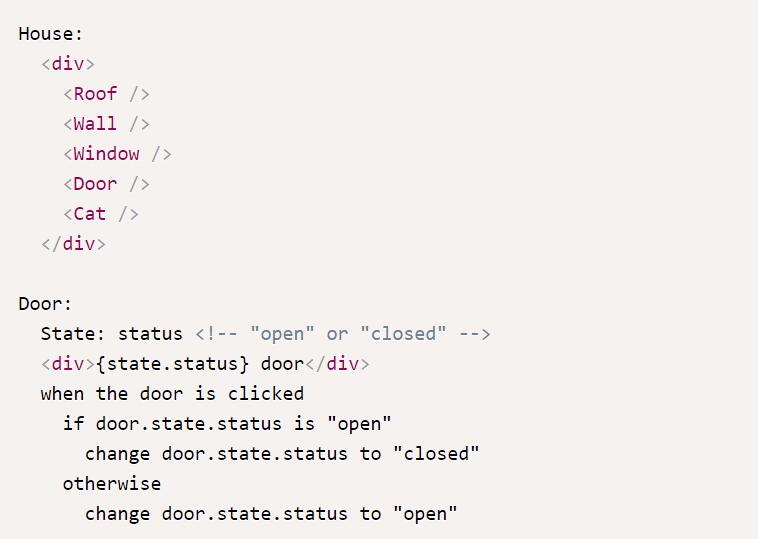 House:
<div>
<Roof />
<Wall />
<Window />
<Door />
<Cat />
</div>
Door:
State: status <!-- "open" or "closed" -->
<div>{state.status} door</div>
when the door is clicked
if door.state.status is "open"
change door.state.status to "closed"
otherwise
change door.state.status to "open"